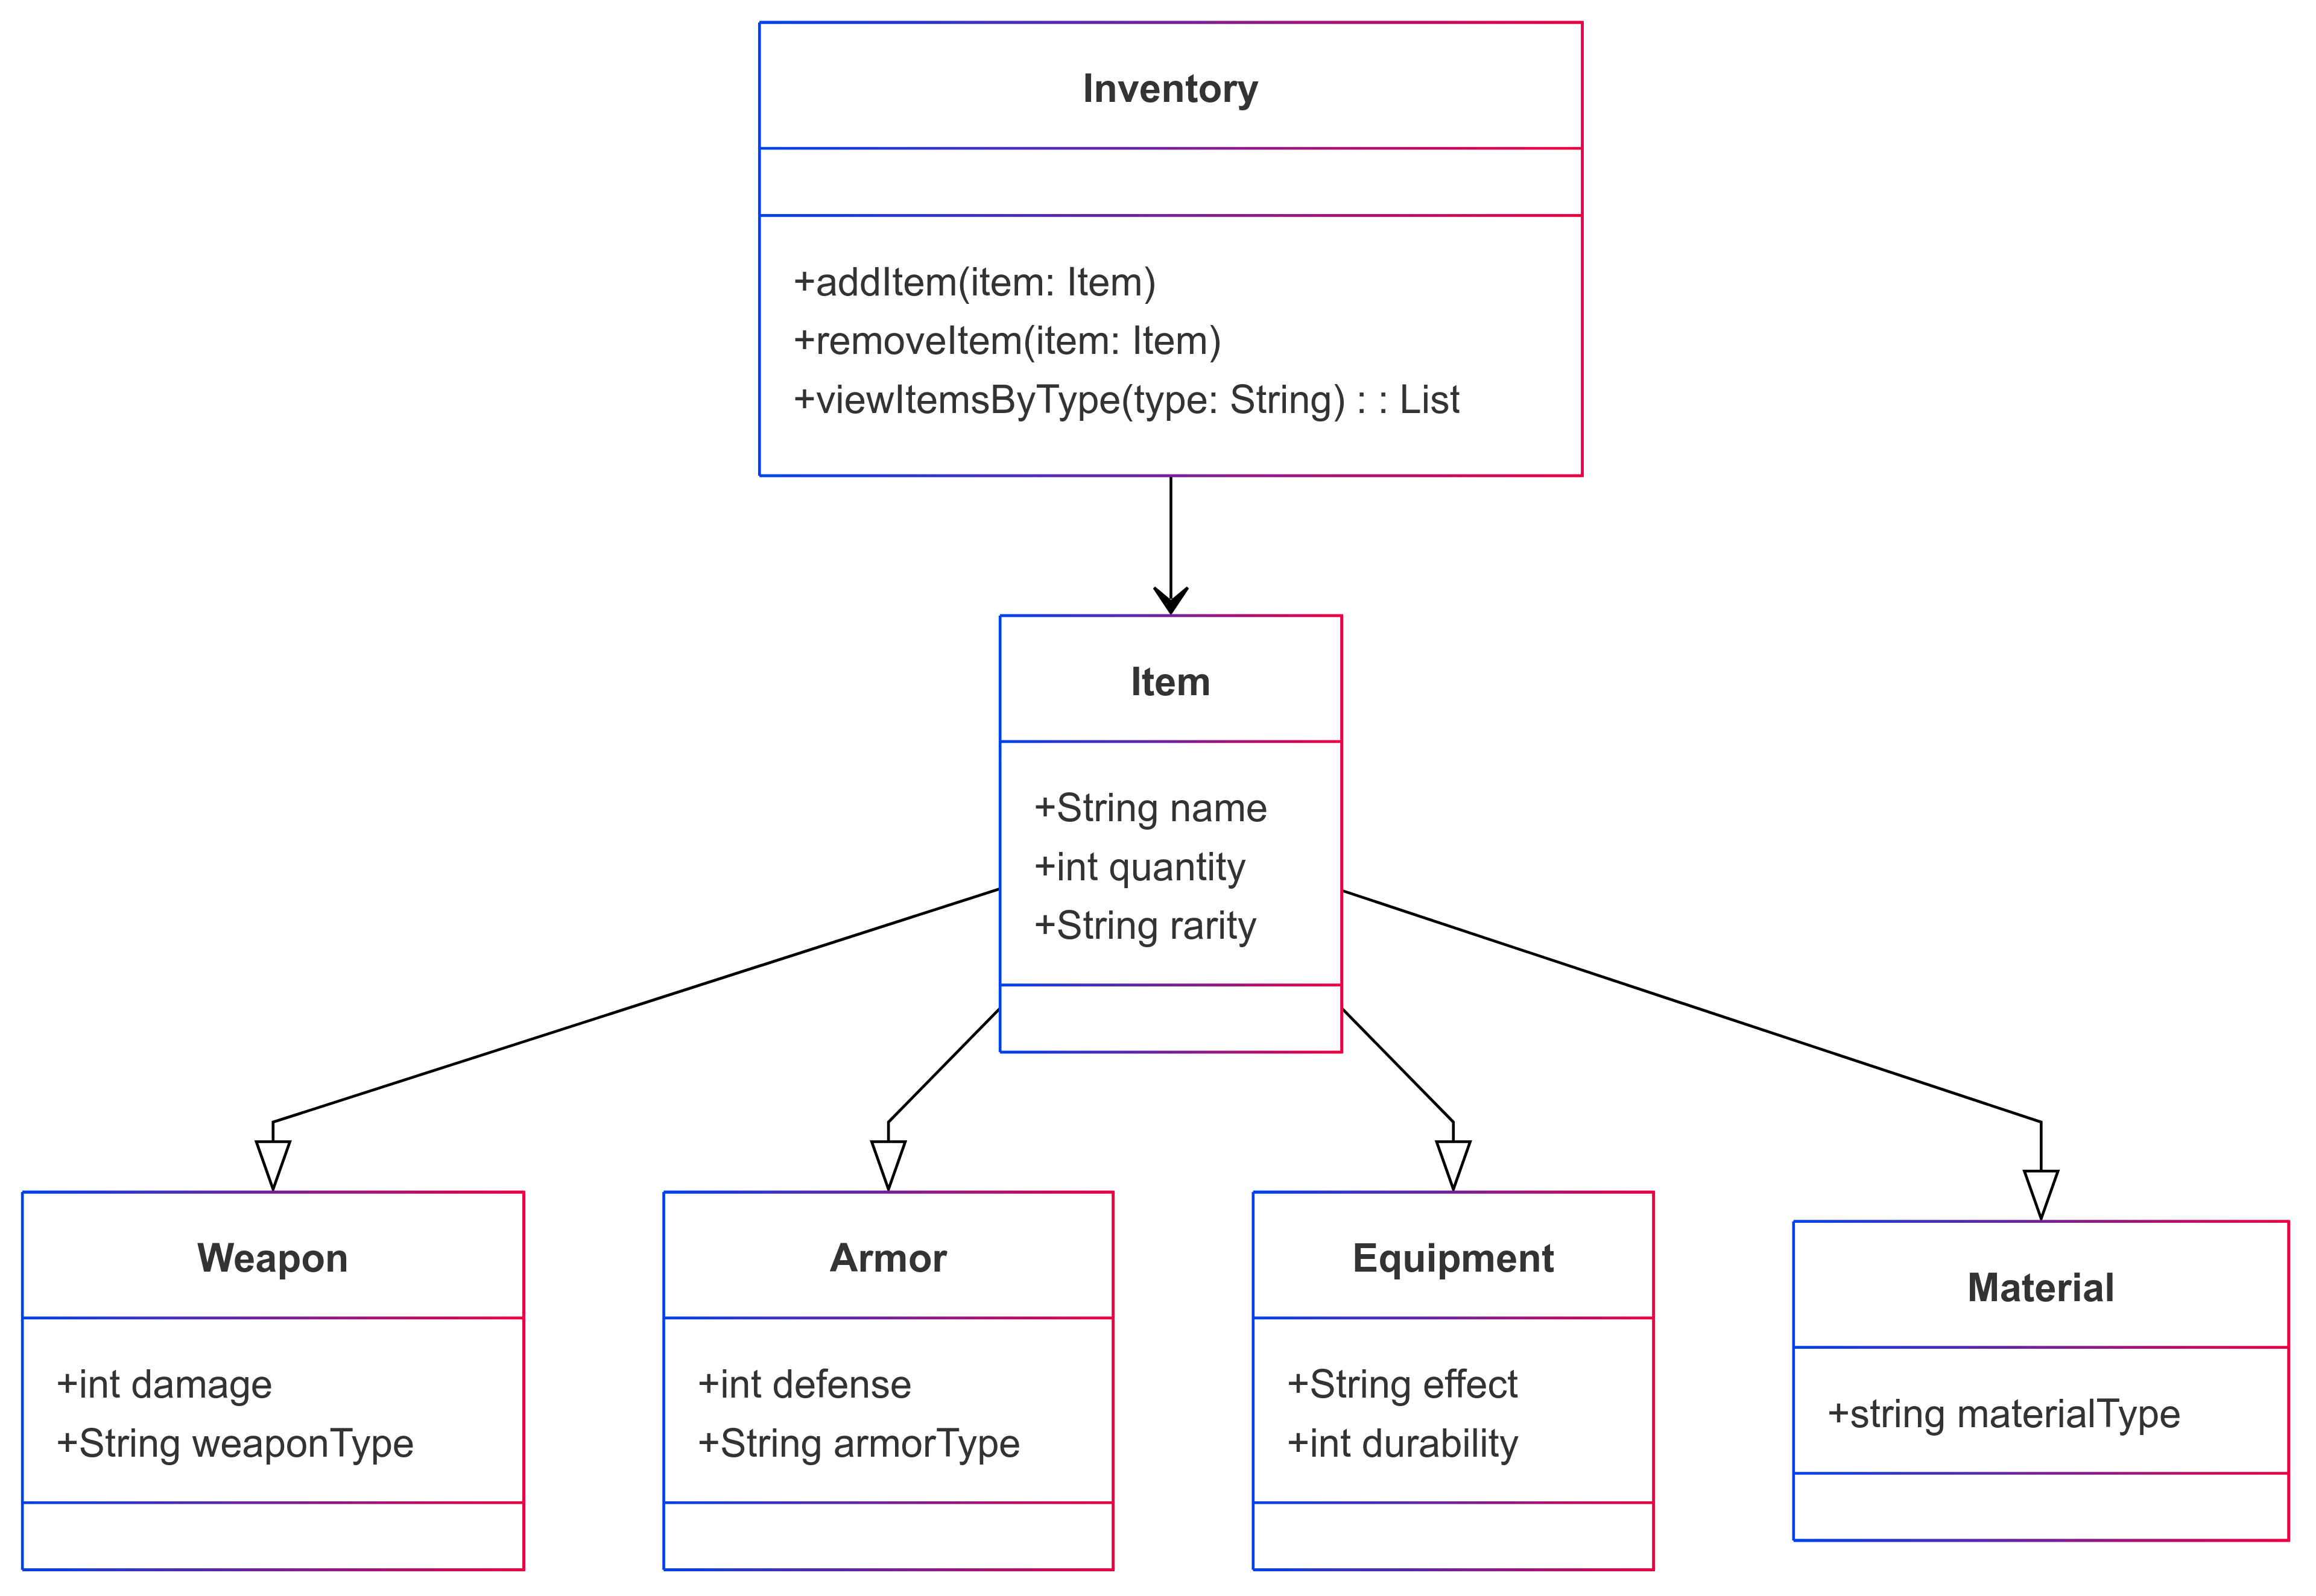 Inventory
+addItem(item: Item)
+removeItem(item: Item)
+viewItemsByType(type: String) : : List
Item
+String name
+int quantity
+String rarity
Weapon
+int damage
+String weaponType
Armor
+int defense
+String armorType
Equipment
+String effect
+int durability
Material
+string materialType